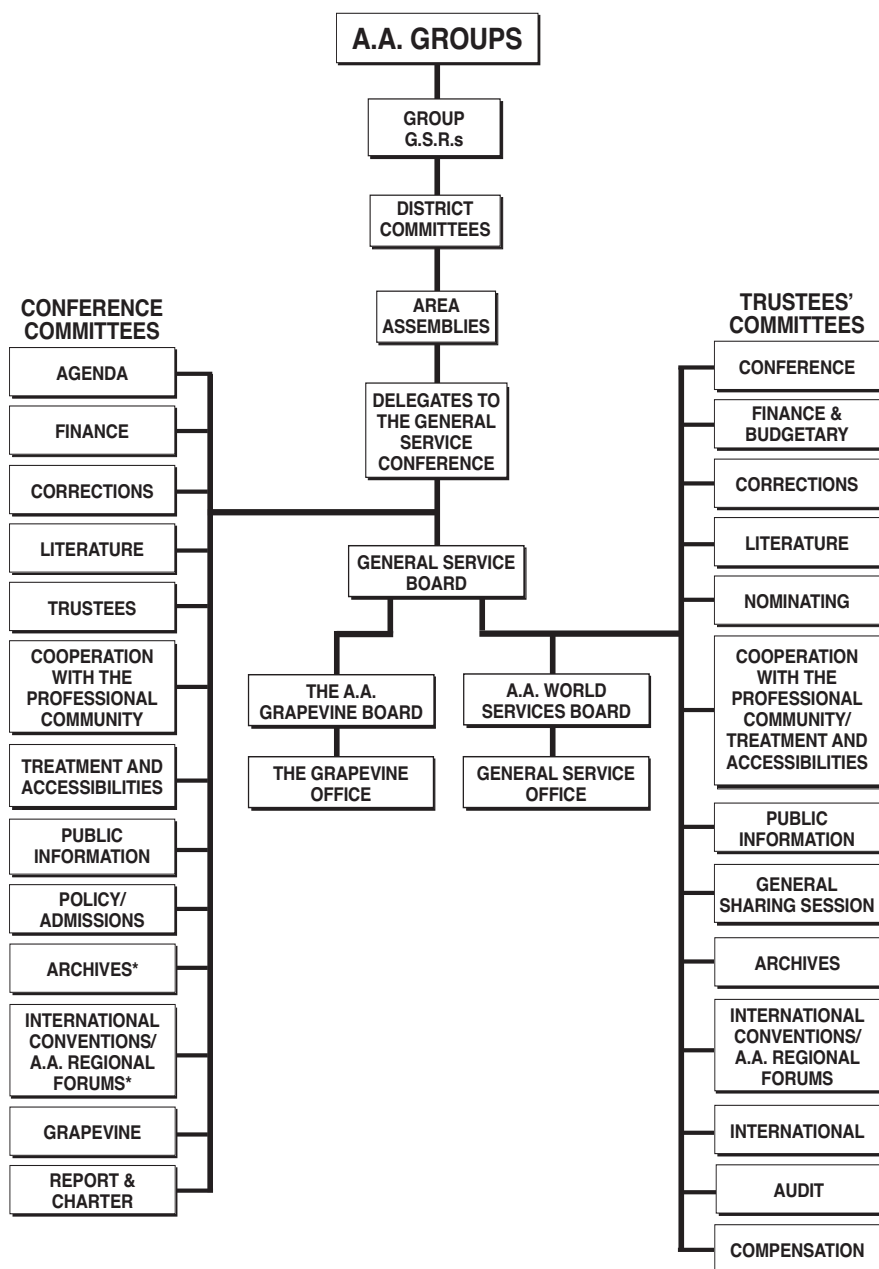 A.A. GROUPS
GROUP
G.S.R.s
DISTRICT
COMMITTEES
AREA
ASSEMBLIES
DELEGATES TO
THE GENERAL
SERVICE
CONFERENCE
GENERAL SERVICE
BOARD
THE A.A.
GRAPEVINE BOARD
THE GRAPEVINE
OFFICE
A.A. WORLD
SERVICES BOARD
GENERAL SERVICE
OFFICE
CONFERENCE
COMMITTEES
AGENDA
FINANCE
CORRECTIONS
LITERATURE
TRUSTEES
COOPERATION
WITH THE
PROFESSIONAL
COMMUNITY
TREATMENT AND
ACCESSIBILITIES
PUBLIC
INFORMATION
POLICY/
ADMISSIONS
ARCHIVES*
INTERNATIONAL
CONVENTIONS/
A.A. REGIONAL
FORUMS*
GRAPEVINE
REPORT &
CHARTER
TRUSTEES’
COMMITTEES
CONFERENCE
FINANCE &
BUDGETARY
CORRECTIONS
LITERATURE
NOMINATING
COOPERATION
WITH THE
PROFESSIONAL
COMMUNITY/
TREATMENT AND
ACCESSIBILITIES
PUBLIC
INFORMATION
GENERAL
SHARING SESSION
ARCHIVES
INTERNATIONAL
CONVENTIONS/
A.A. REGIONAL
FORUMS
INTERNATIONAL
AUDIT
COMPENSATION